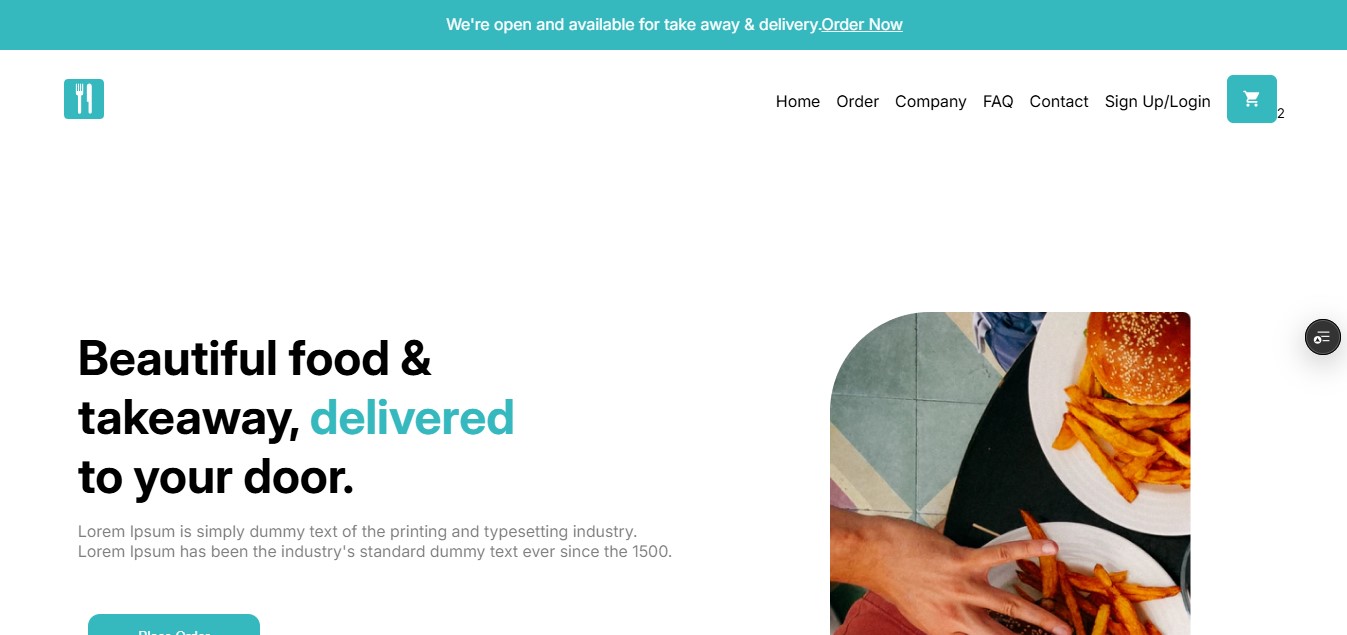 We're open and available for take away & delivery.Order Now
Home Order Company FAQ Contact Sign Up/Login 2
Beautiful food &
takeaway, delivered
to your door.
Lorem Ipsum is simply dummy text of the printing and typesetting industry.
Lorem Ipsum has been the industry's standard dummy text ever since the 1500.
Place Order